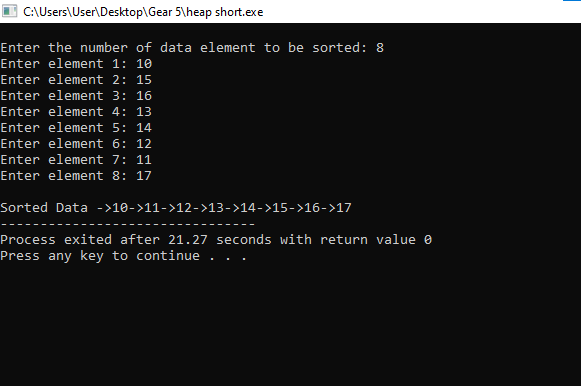 C:\Users\User\Desktop\Gear 5\heap short.exe
Enter the number of data element to be sorted: 8
Enter element 1: 10
Enter element 2: 15
Enter element 3: 16
Enter element 4: 13
Enter element 5: 14
Enter element 6: 12
Enter element 7: 11
Enter element 8: 17
Sorted Data ->10->11->12->13->14->15->16->17
--------------------------------
Process exited after 21.27 seconds with return value 0
Press any key to continue . . .